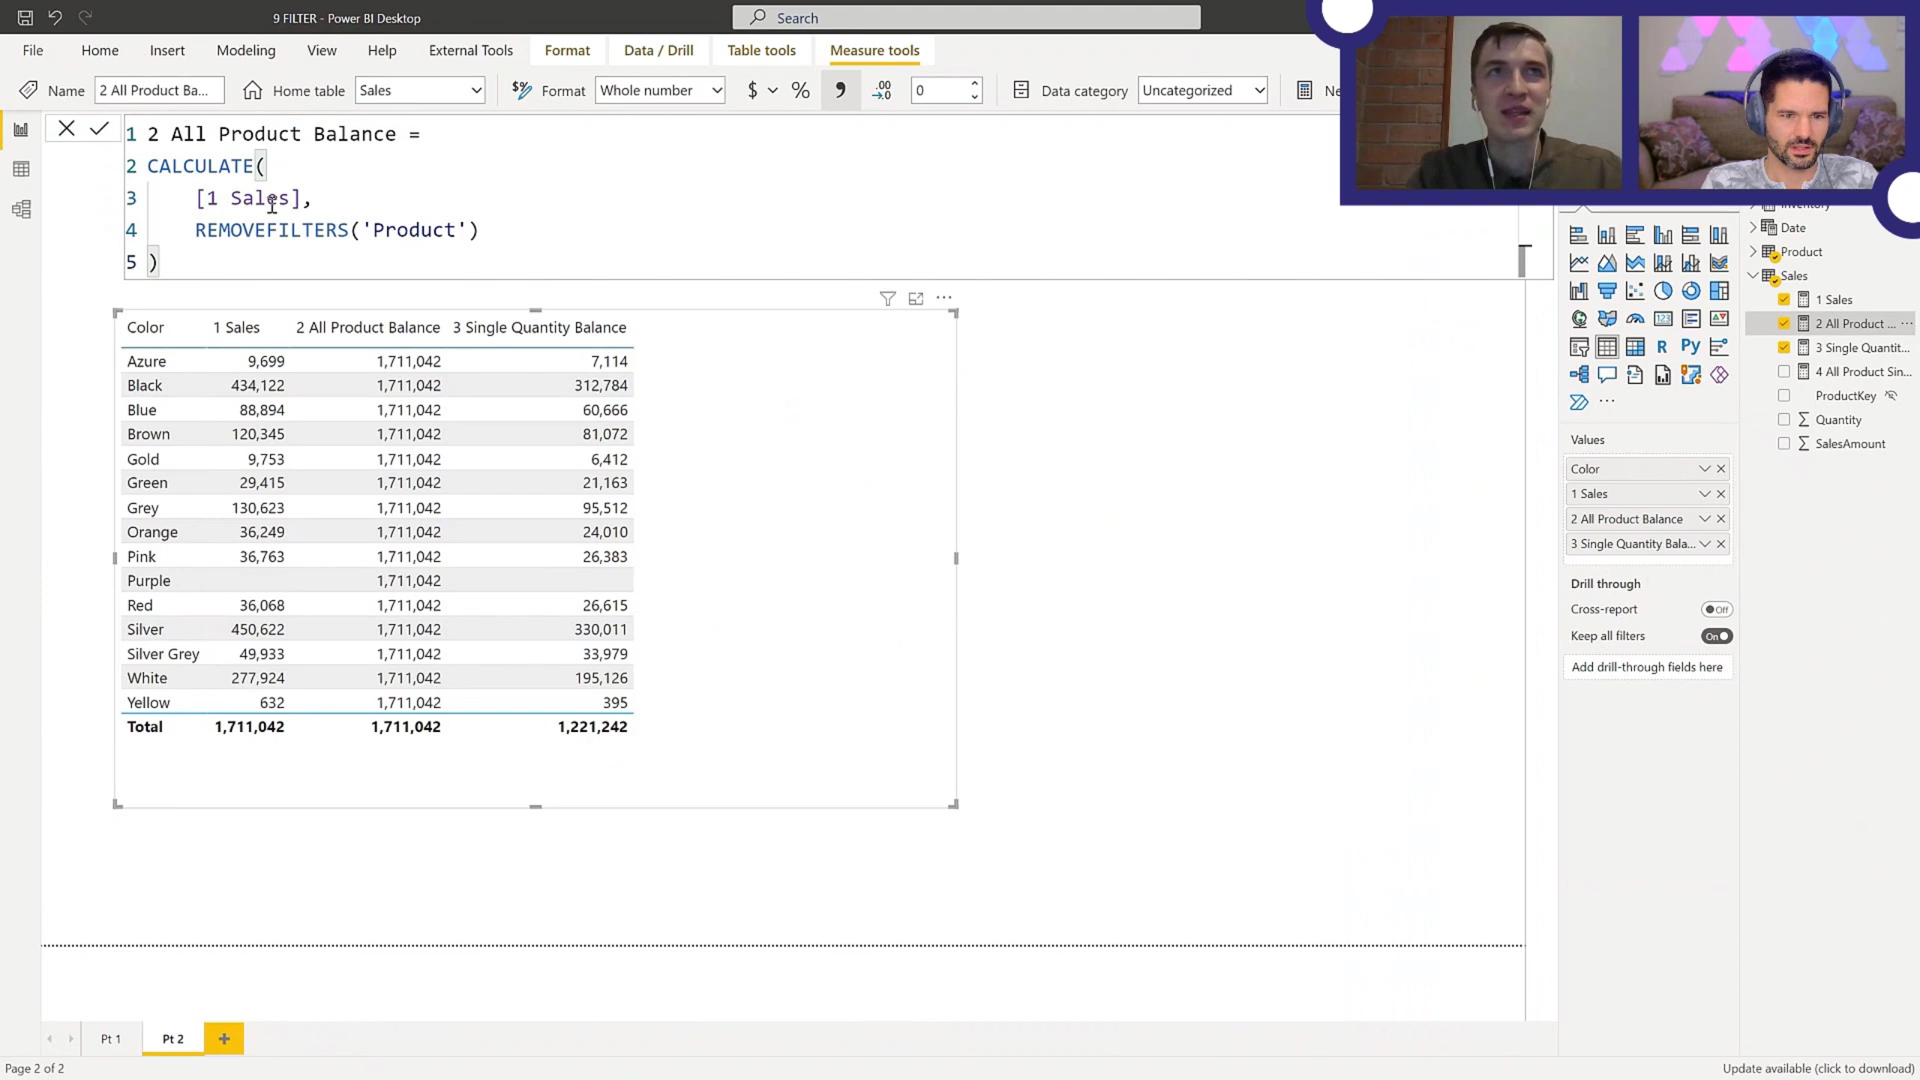 9 FILTER - Power BI Desktop
Search
File Home Insert Modeling View Help External Tools Format Data / Drill Table tools Measure tools
Name 2 All Product Ba... Home table Sales Format Whole number $ % , .00 0 Data category Uncategorized Ne
1 2 All Product Balance =
2 CALCULATE(
3 [1 Sales],
4 REMOVEFILTERS('Product')
5 )
Color 1 Sales 2 All Product Balance 3 Single Quantity Balance
Azure 9,699 1,711,042 7,114
Black 434,122 1,711,042 312,784
Blue 88,894 1,711,042 60,666
Brown 120,345 1,711,042 81,072
Gold 9,753 1,711,042 6,412
Green 29,415 1,711,042 21,163
Grey 130,623 1,711,042 95,512
Orange 36,249 1,711,042 24,010
Pink 36,763 1,711,042 26,383
Purple 1,711,042
Red 36,068 1,711,042 26,615
Silver 450,622 1,711,042 330,011
Silver Grey 49,933 1,711,042 33,979
White 277,924 1,711,042 195,126
Yellow 632 1,711,042 395
Total 1,711,042 1,711,042 1,221,242
R Py
123
Values
Color
1 Sales
2 All Product Balance
3 Single Quantity Bala...
Drill through
Cross-report Off
Keep all filters On
Add drill-through fields here
Date
Product
Sales
1 Sales
2 All Product ...
3 Single Quantit...
4 All Product Sin...
ProductKey
Quantity
SalesAmount
Pt 1 Pt 2
Page 2 of 2
Update available (click to download)